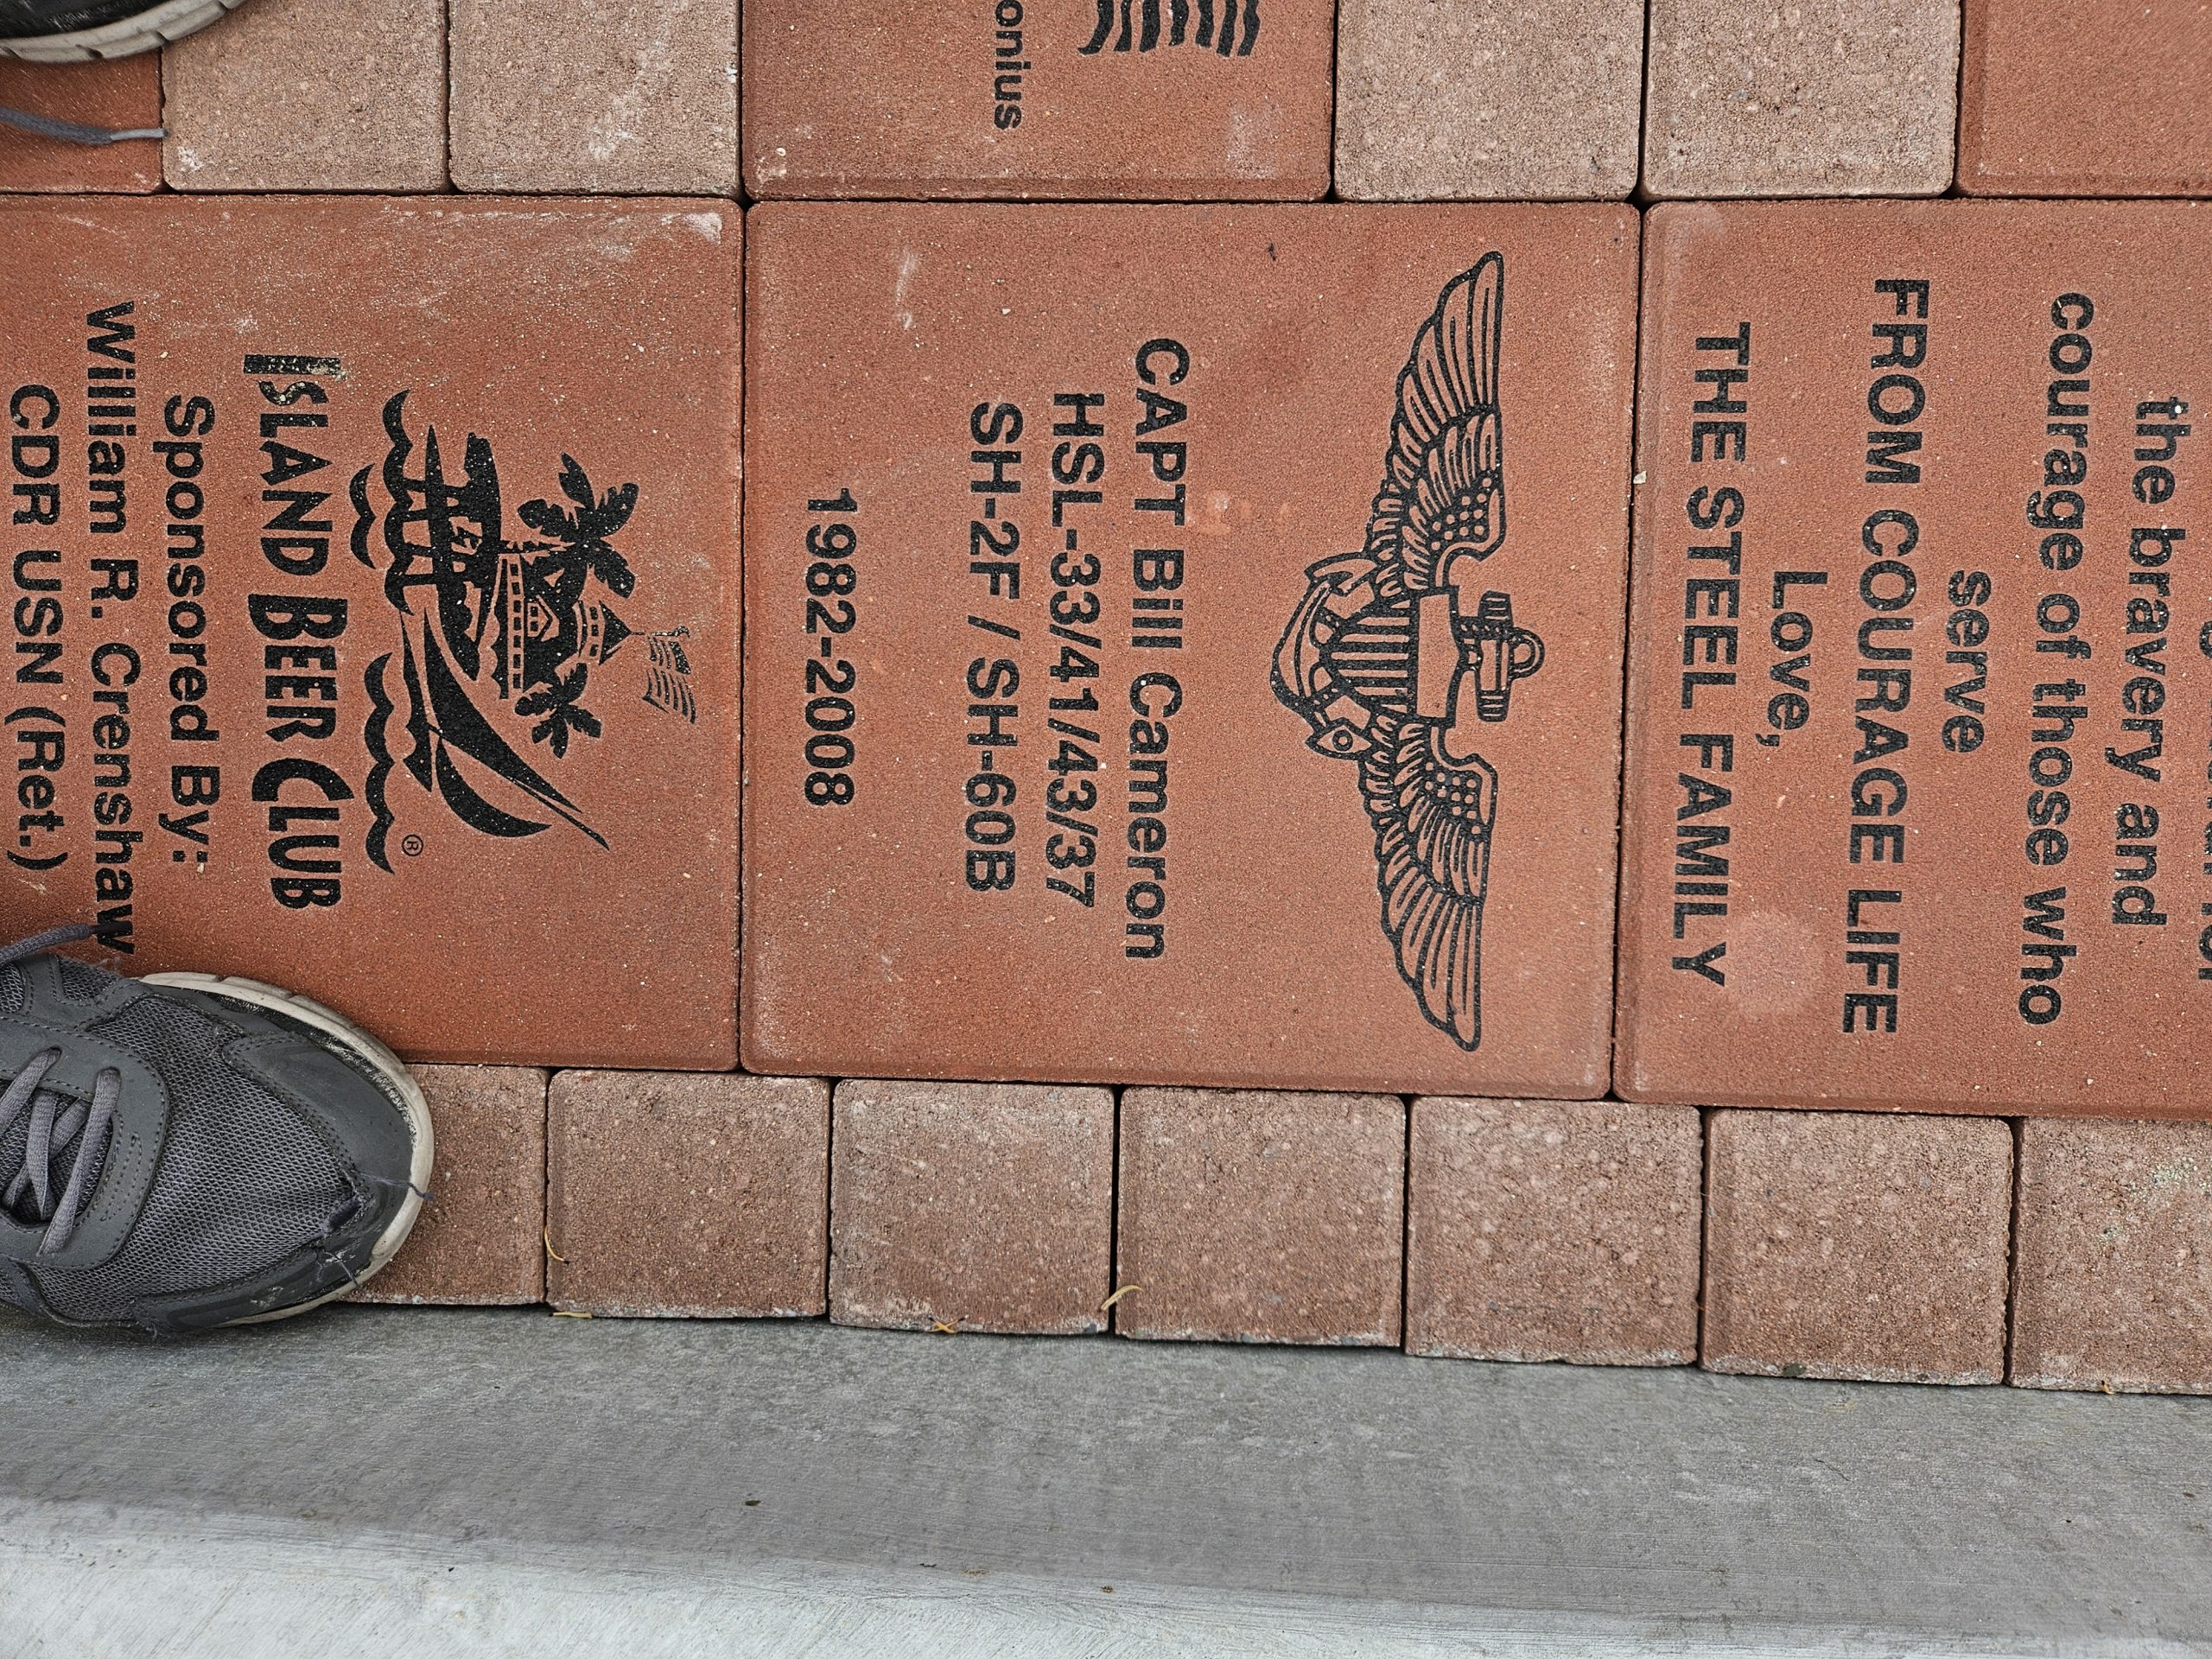 onius
the bravery and
courage of those who
serve
FROM COURAGE LIFE
Love,
THE STEEL FAMILY
CAPT Bill Cameron
HSL-33/41/43/37
SH-2F / SH-60B
1982-2008
ISLAND BEER CLUB
®
Sponsored By:
William R. Crenshaw
CDR USN (Ret.)